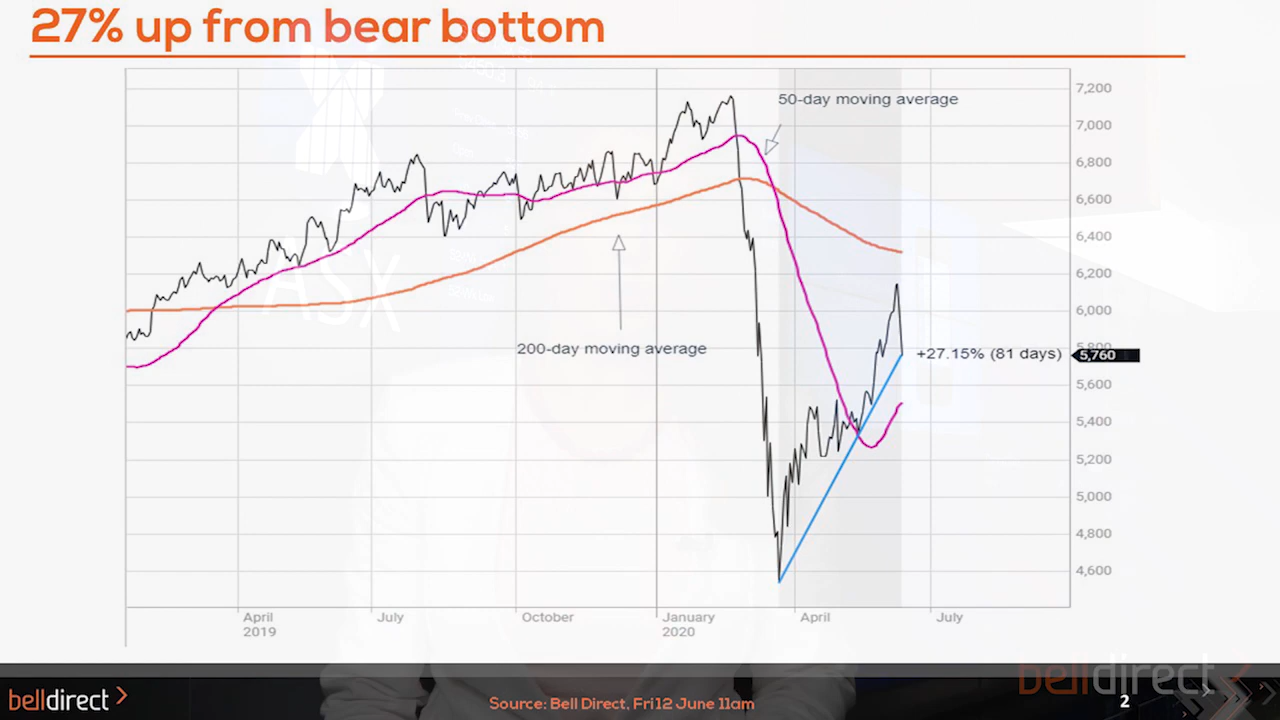 27% up from bear bottom
50-day moving average
200-day moving average
+27.15% (81 days)
7,200
7,000
6,800
6,600
6,400
6,200
6,000
5,800
5,760
5,600
5,400
5,200
5,000
4,800
4,600
April
2019
July
October
January
2020
April
July
ASX
belldirect
Source: Bell Direct, Fri 12 June 11am
belldirect
2